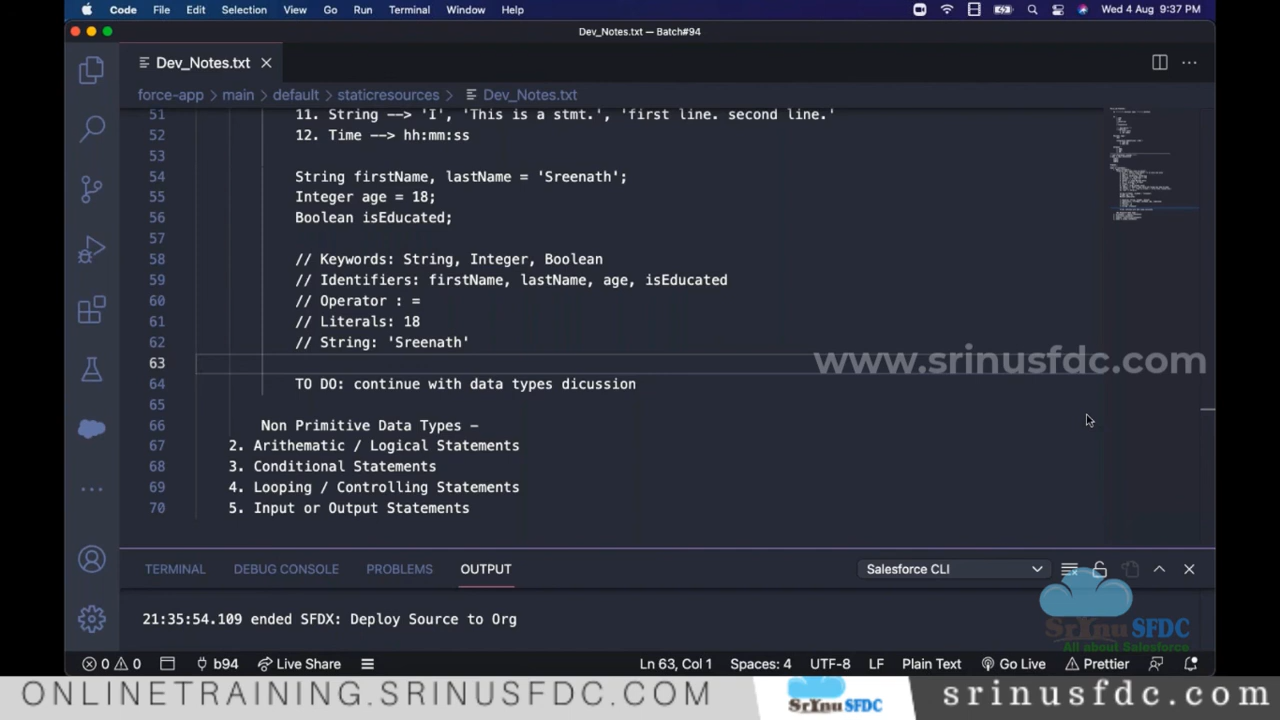 Code File Edit Selection View Go Run Terminal Window Help Wed 4 Aug 9:37 PM
Dev_Notes.txt — Batch#94
Dev_Notes.txt
force-app > main > default > staticresources > Dev_Notes.txt
51 11. String --> 'I', 'This is a stmt.', 'first line. second line.'
52 12. Time --> hh:mm:ss
53
54 String firstName, lastName = 'Sreenath';
55 Integer age = 18;
56 Boolean isEducated;
57
58 // Keywords: String, Integer, Boolean
59 // Identifiers: firstName, lastName, age, isEducated
60 // Operator : =
61 // Literals: 18
62 // String: 'Sreenath'
63
www.srinusfdc.com
64 TO DO: continue with data types dicussion
65
66 Non Primitive Data Types -
67 2. Arithematic / Logical Statements
68 3. Conditional Statements
69 4. Looping / Controlling Statements
70 5. Input or Output Statements
TERMINAL DEBUG CONSOLE PROBLEMS OUTPUT Salesforce CLI
21:35:54.109 ended SFDX: Deploy Source to Org
SrInu SFDC
All about Salesforce
0 0 b94 Live Share Ln 63, Col 1 Spaces: 4 UTF-8 LF Plain Text Go Live Prettier
ONLINETRAINING.SRINUSFDC.COM SrInu SFDC srinusfdc.com